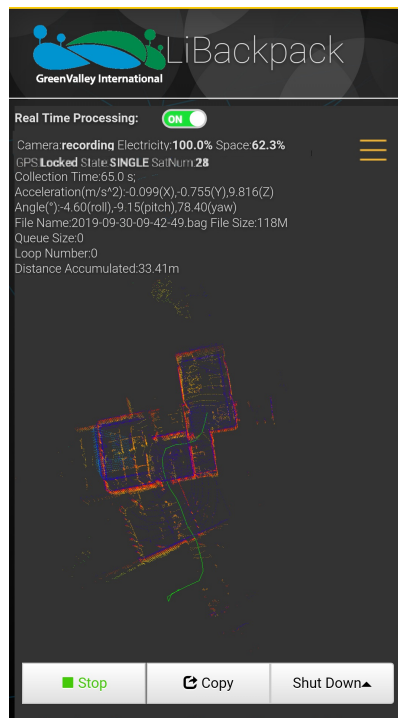 LiBackpack
GreenValley International
Real Time Processing: ON
Camera:recording Electricity:100.0% Space:62.3%
GPS:Locked State:SINGLE SatNum:28
Collection Time:65.0 s;
Acceleration(m/s^2):-0.099(X),-0.755(Y),9.816(Z)
Angle(°):-4.60(roll),-9.15(pitch),78.40(yaw)
File Name:2019-09-30-09-42-49.bag File Size:118M
Queue Size:0
Loop Number:0
Distance Accumulated:33.41m
Stop
Copy
Shut Down